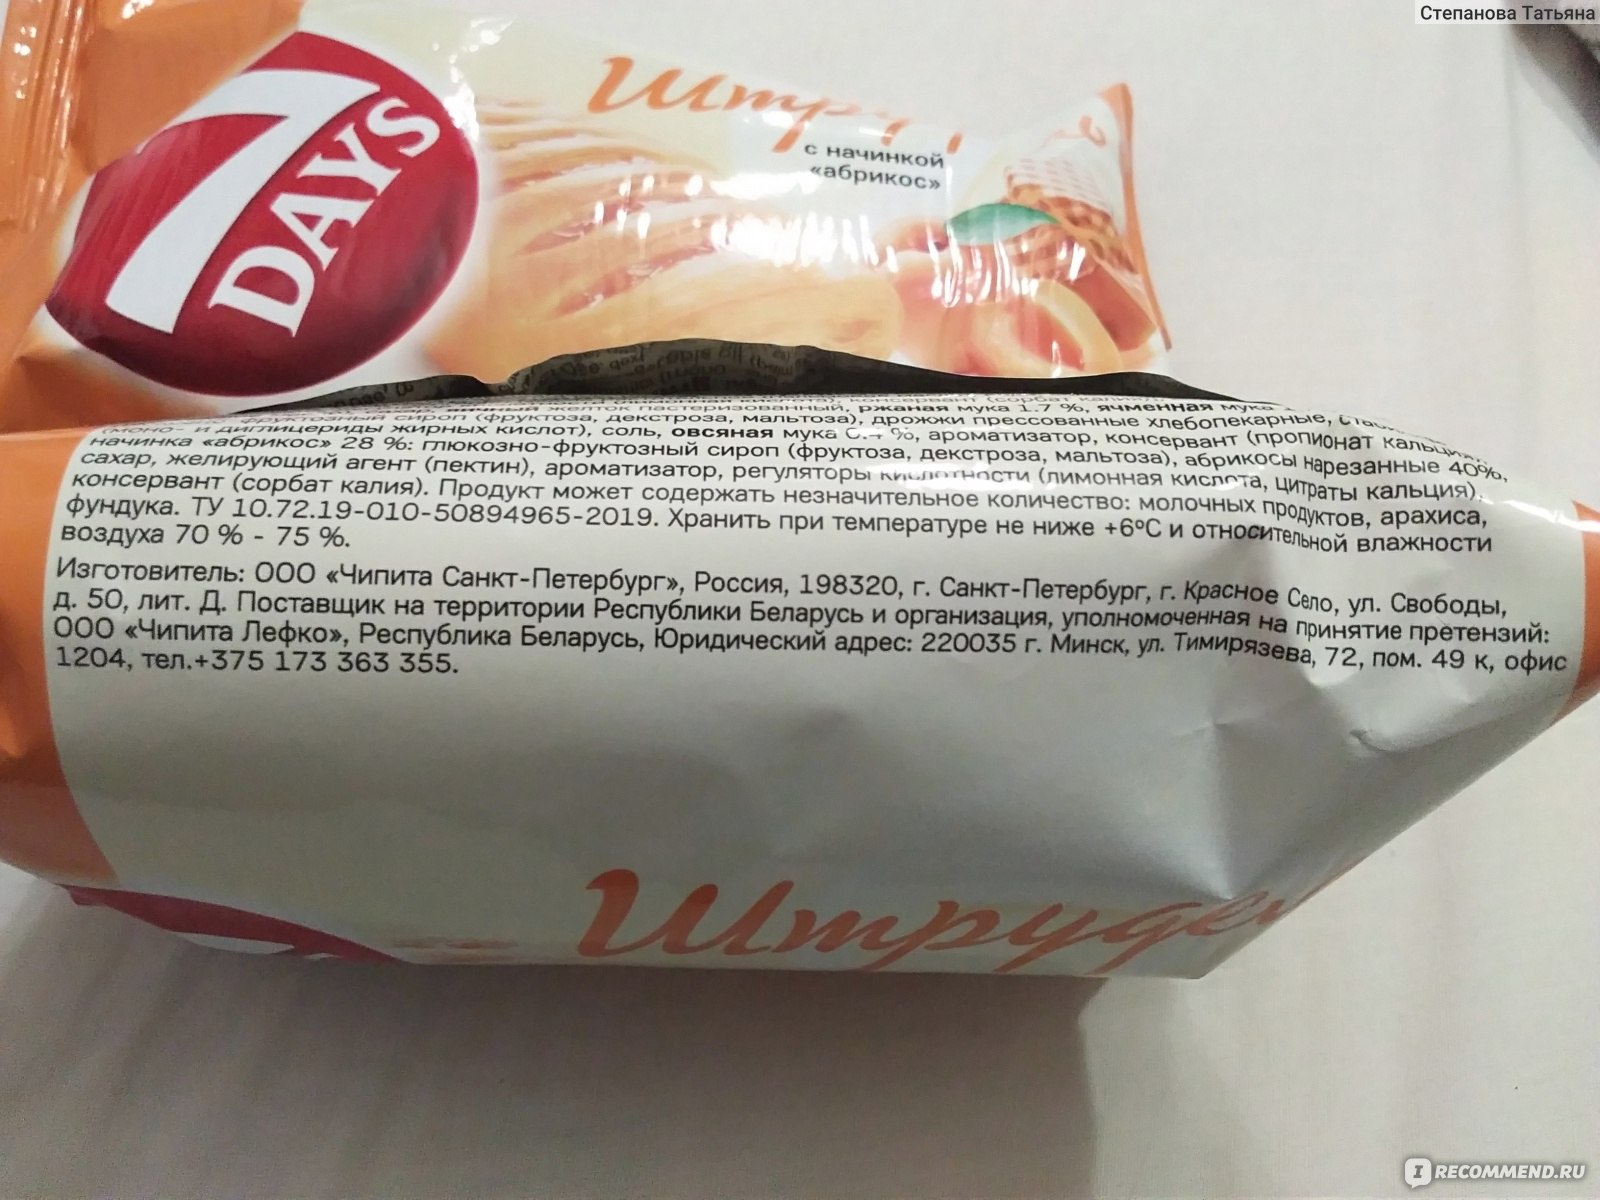 Степанова Татьяна
7
DAYS
с начинкой
«абрикос»
желток пастеризованный, ржаная мука 1.7 %, ячменная мука
сироп (фруктоза, декстроза, мальтоза), дрожжи прессованные хлебопекарные,
(моно- и диглицериды жирных кислот), соль, овсяная мука %, ароматизатор, консервант (пропионат кальция),
начинка «абрикос» 28 %: глюкозно-фруктозный сироп (фруктоза, декстроза, мальтоза), абрикосы нарезанные 40%,
сахар, желирующий агент (пектин), ароматизатор, регуляторы кислотности (лимонная кислота, цитраты кальция),
консервант (сорбат калия). Продукт может содержать незначительное количество: молочных продуктов, арахиса,
фундука. ТУ 10.72.19-010-50894965-2019. Хранить при температуре не ниже +6°С и относительной влажности
воздуха 70 % - 75 %.
Изготовитель: ООО «Чипита Санкт-Петербург», Россия, 198320, г. Санкт-Петербург, г. Красное Село, ул. Свободы,
д. 50, лит. Д. Поставщик на территории Республики Беларусь и организация, уполномоченная на принятие претензий:
ООО «Чипита Лефко», Республика Беларусь, Юридический адрес: 220035 г. Минск, ул. Тимирязева, 72, пом. 49 к, офис
1204, тел.+375 173 363 355.
IRECOMMEND.RU